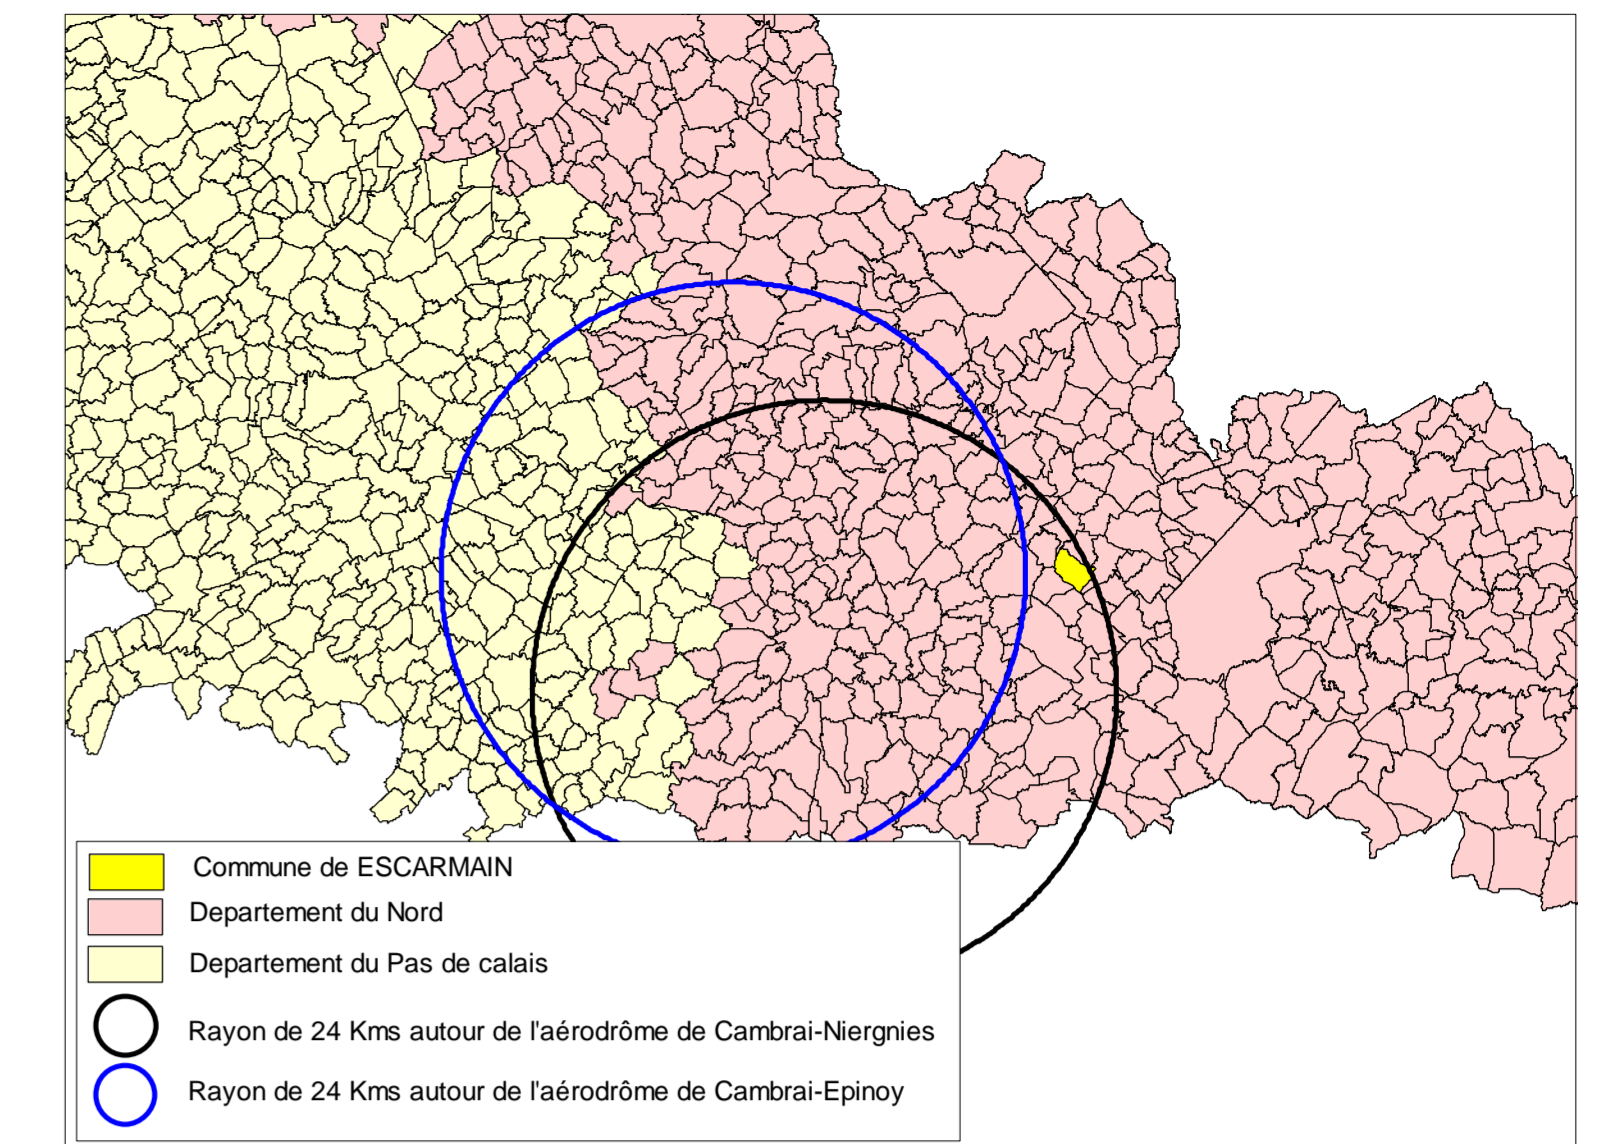 Commune de ESCARMAIN
Departement du Nord
Departement du Pas de calais
Rayon de 24 Kms autour de l'aérodrôme de Cambrai-Niergnies
Rayon de 24 Kms autour de l'aérodrôme de Cambrai-Epinoy